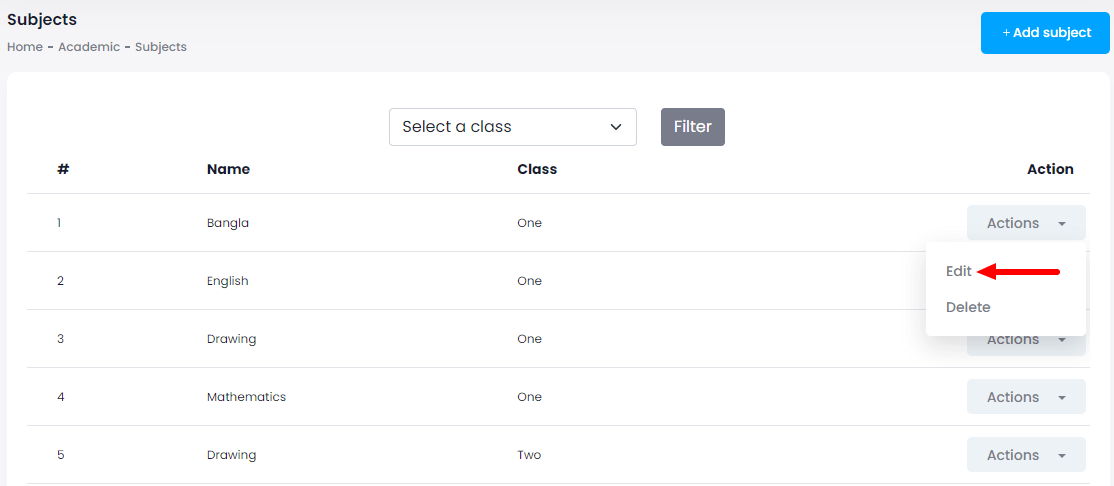 Subjects
Home - Academic - Subjects
+ Add subject
Select a class
Filter
# Name Class Action
1 Bangla One Actions
Edit
2 English One
Delete
3 Drawing One Actions
4 Mathematics One Actions
5 Drawing Two Actions